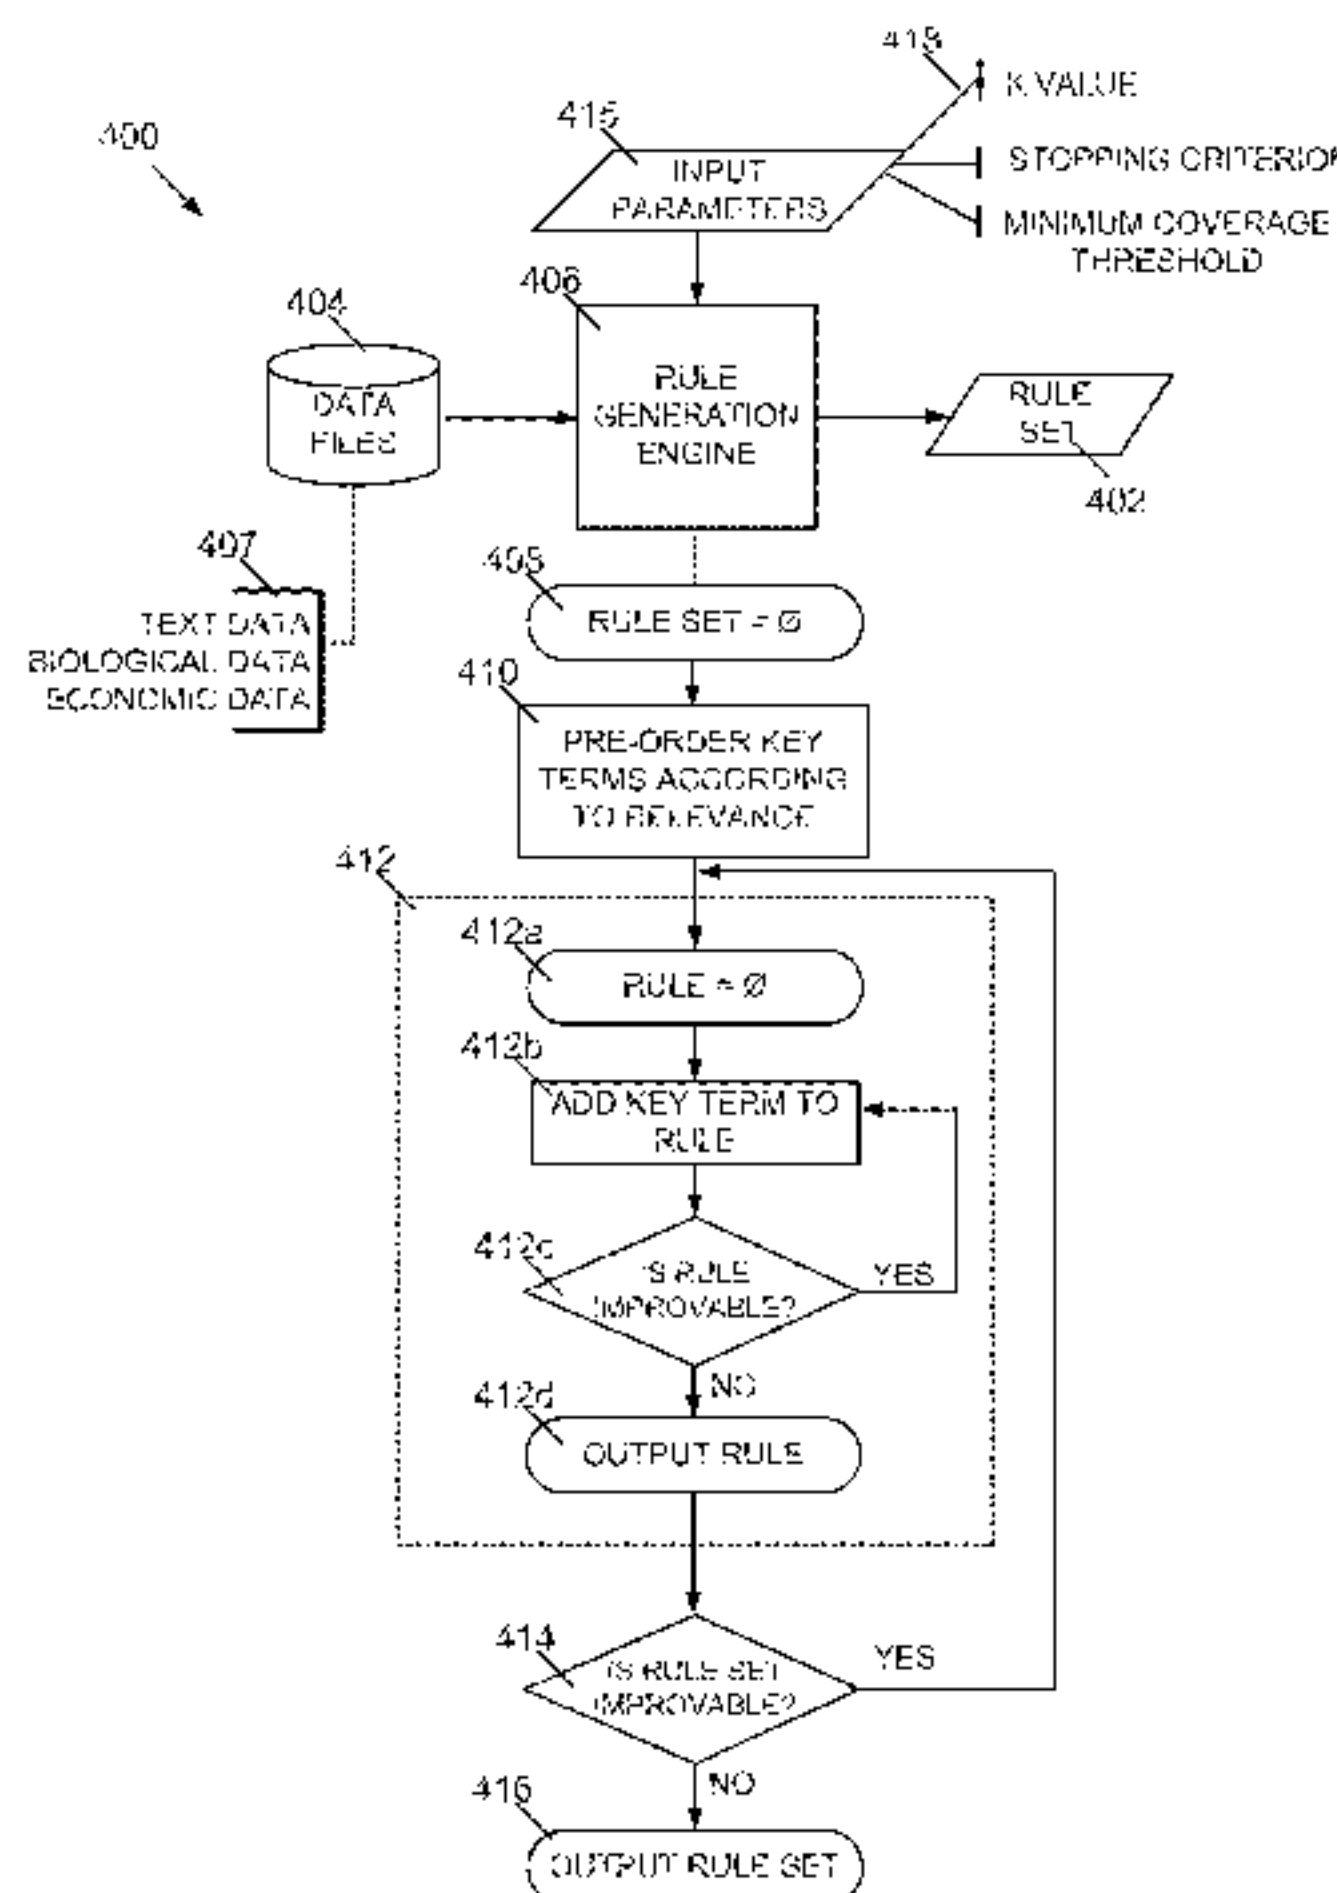 418
K VALUE
416
400
INPUT
PARAMETERS
STOPPING CRITERION
MINIMUM COVERAGE
THRESHOLD
406
404
RULE
GENERATION
ENGINE
DATA
FILES
RULE
SET
402
407
TEXT DATA
BIOLOGICAL DATA
ECONOMIC DATA
408
RULE SET = Ø
410
PRE-ORDER KEY
TERMS ACCORDING
TO RELEVANCE
412
412a
RULE = Ø
412b
ADD KEY TERM TO
RULE
412c
IS RULE
IMPROVABLE?
YES
NO
412d
OUTPUT RULE
414
IS RULE SET
IMPROVABLE?
YES
NO
416
OUTPUT RULE SET